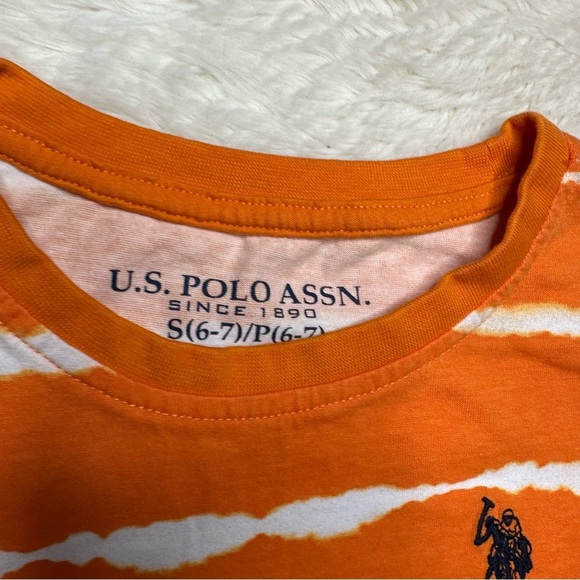 U.S. POLO ASSN.
SINCE 1890
S(6-7)/P(6-7)